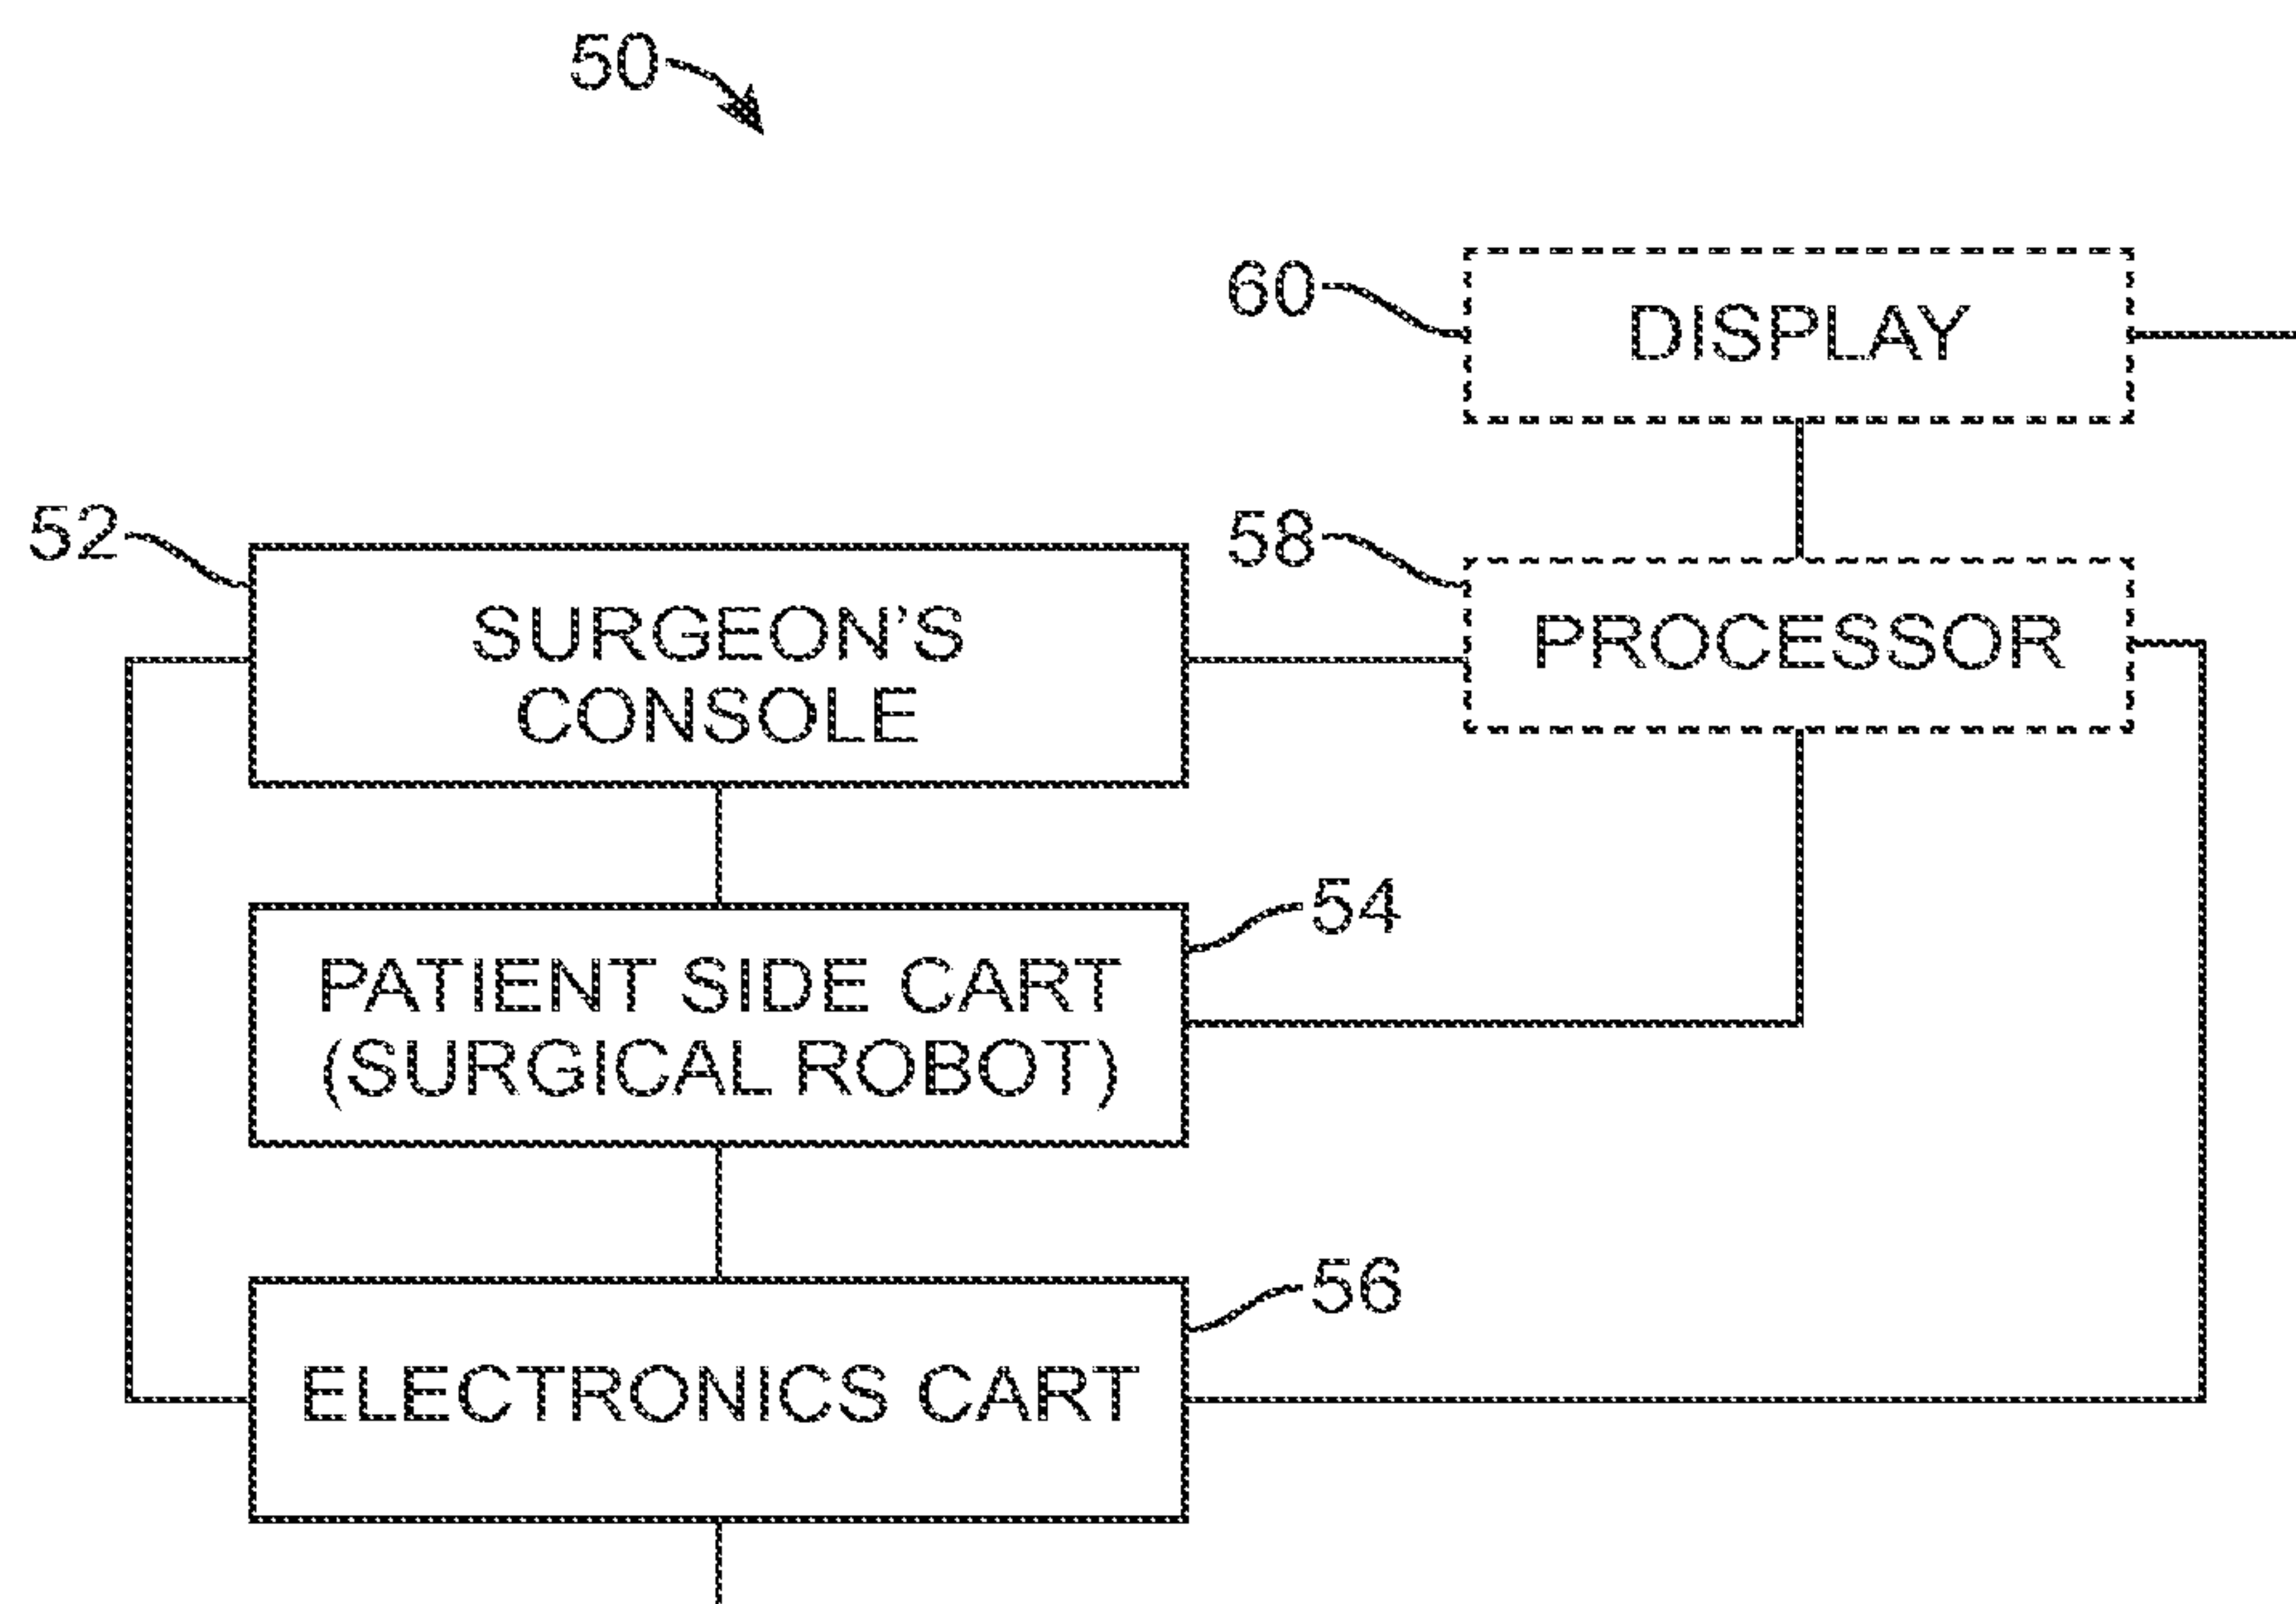 50
60
DISPLAY
52
58
SURGEON'S
CONSOLE
PROCESSOR
54
PATIENT SIDE CART
(SURGICAL ROBOT)
56
ELECTRONICS CART